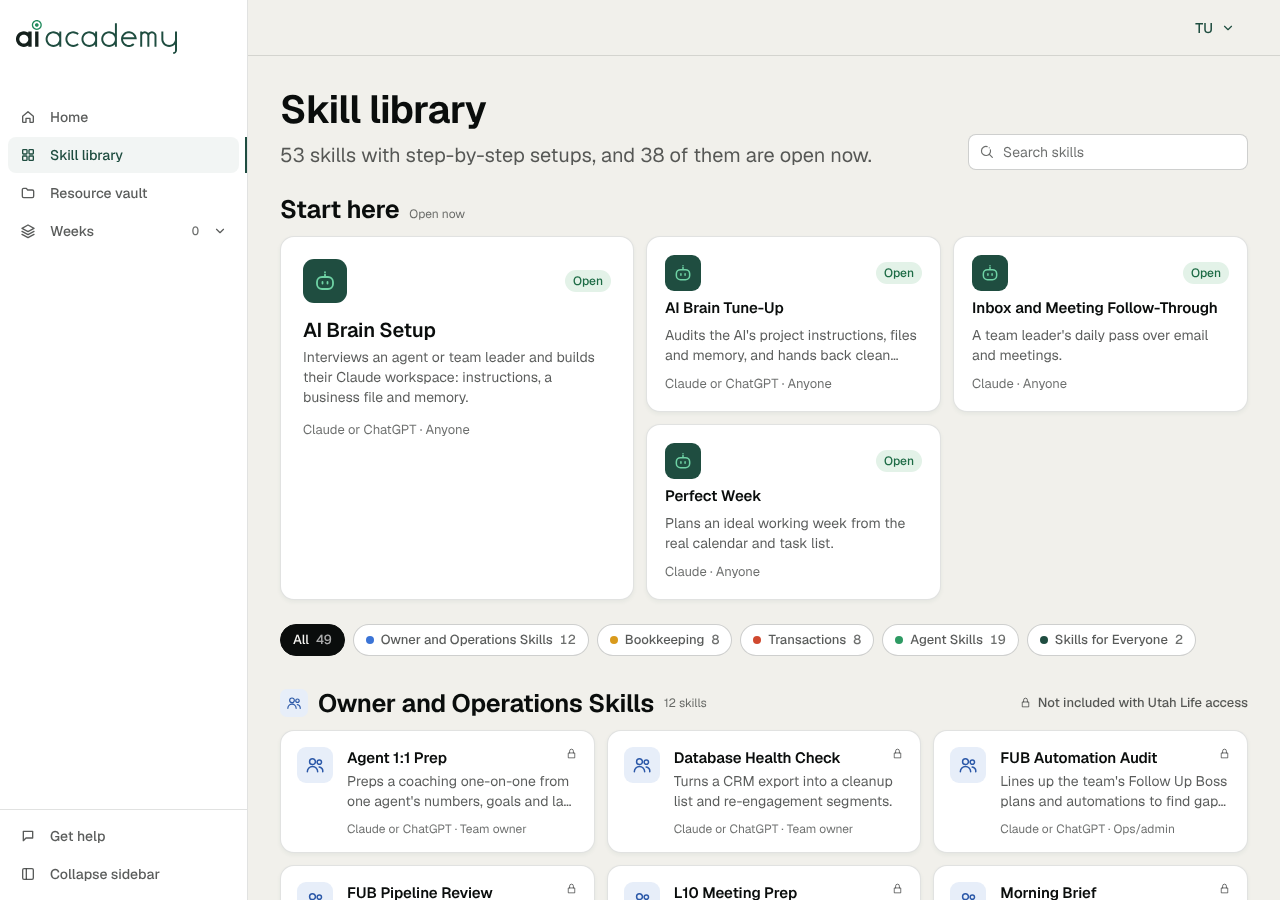 ai academy
TU
Home
Skill library
Resource vault
Weeks 0
Get help
Collapse sidebar
Skill library
53 skills with step-by-step setups, and 38 of them are open now.
Search skills
Start here Open now
Open
AI Brain Setup
Interviews an agent or team leader and builds
their Claude workspace: instructions, a
business file and memory.
Claude or ChatGPT · Anyone
Open
AI Brain Tune-Up
Audits the AI's project instructions, files
and memory, and hands back clean…
Claude or ChatGPT · Anyone
Open
Inbox and Meeting Follow-Through
A team leader's daily pass over email
and meetings.
Claude · Anyone
Open
Perfect Week
Plans an ideal working week from the
real calendar and task list.
Claude · Anyone
All 49 Owner and Operations Skills 12 Bookkeeping 8 Transactions 8 Agent Skills 19 Skills for Everyone 2
Owner and Operations Skills 12 skills Not included with Utah Life access
Agent 1:1 Prep
Preps a coaching one-on-one from
one agent's numbers, goals and la…
Claude or ChatGPT · Team owner
Database Health Check
Turns a CRM export into a cleanup
list and re-engagement segments.
Claude or ChatGPT · Team owner
FUB Automation Audit
Lines up the team's Follow Up Boss
plans and automations to find gap…
Claude or ChatGPT · Ops/admin
FUB Pipeline Review
L10 Meeting Prep
Morning Brief